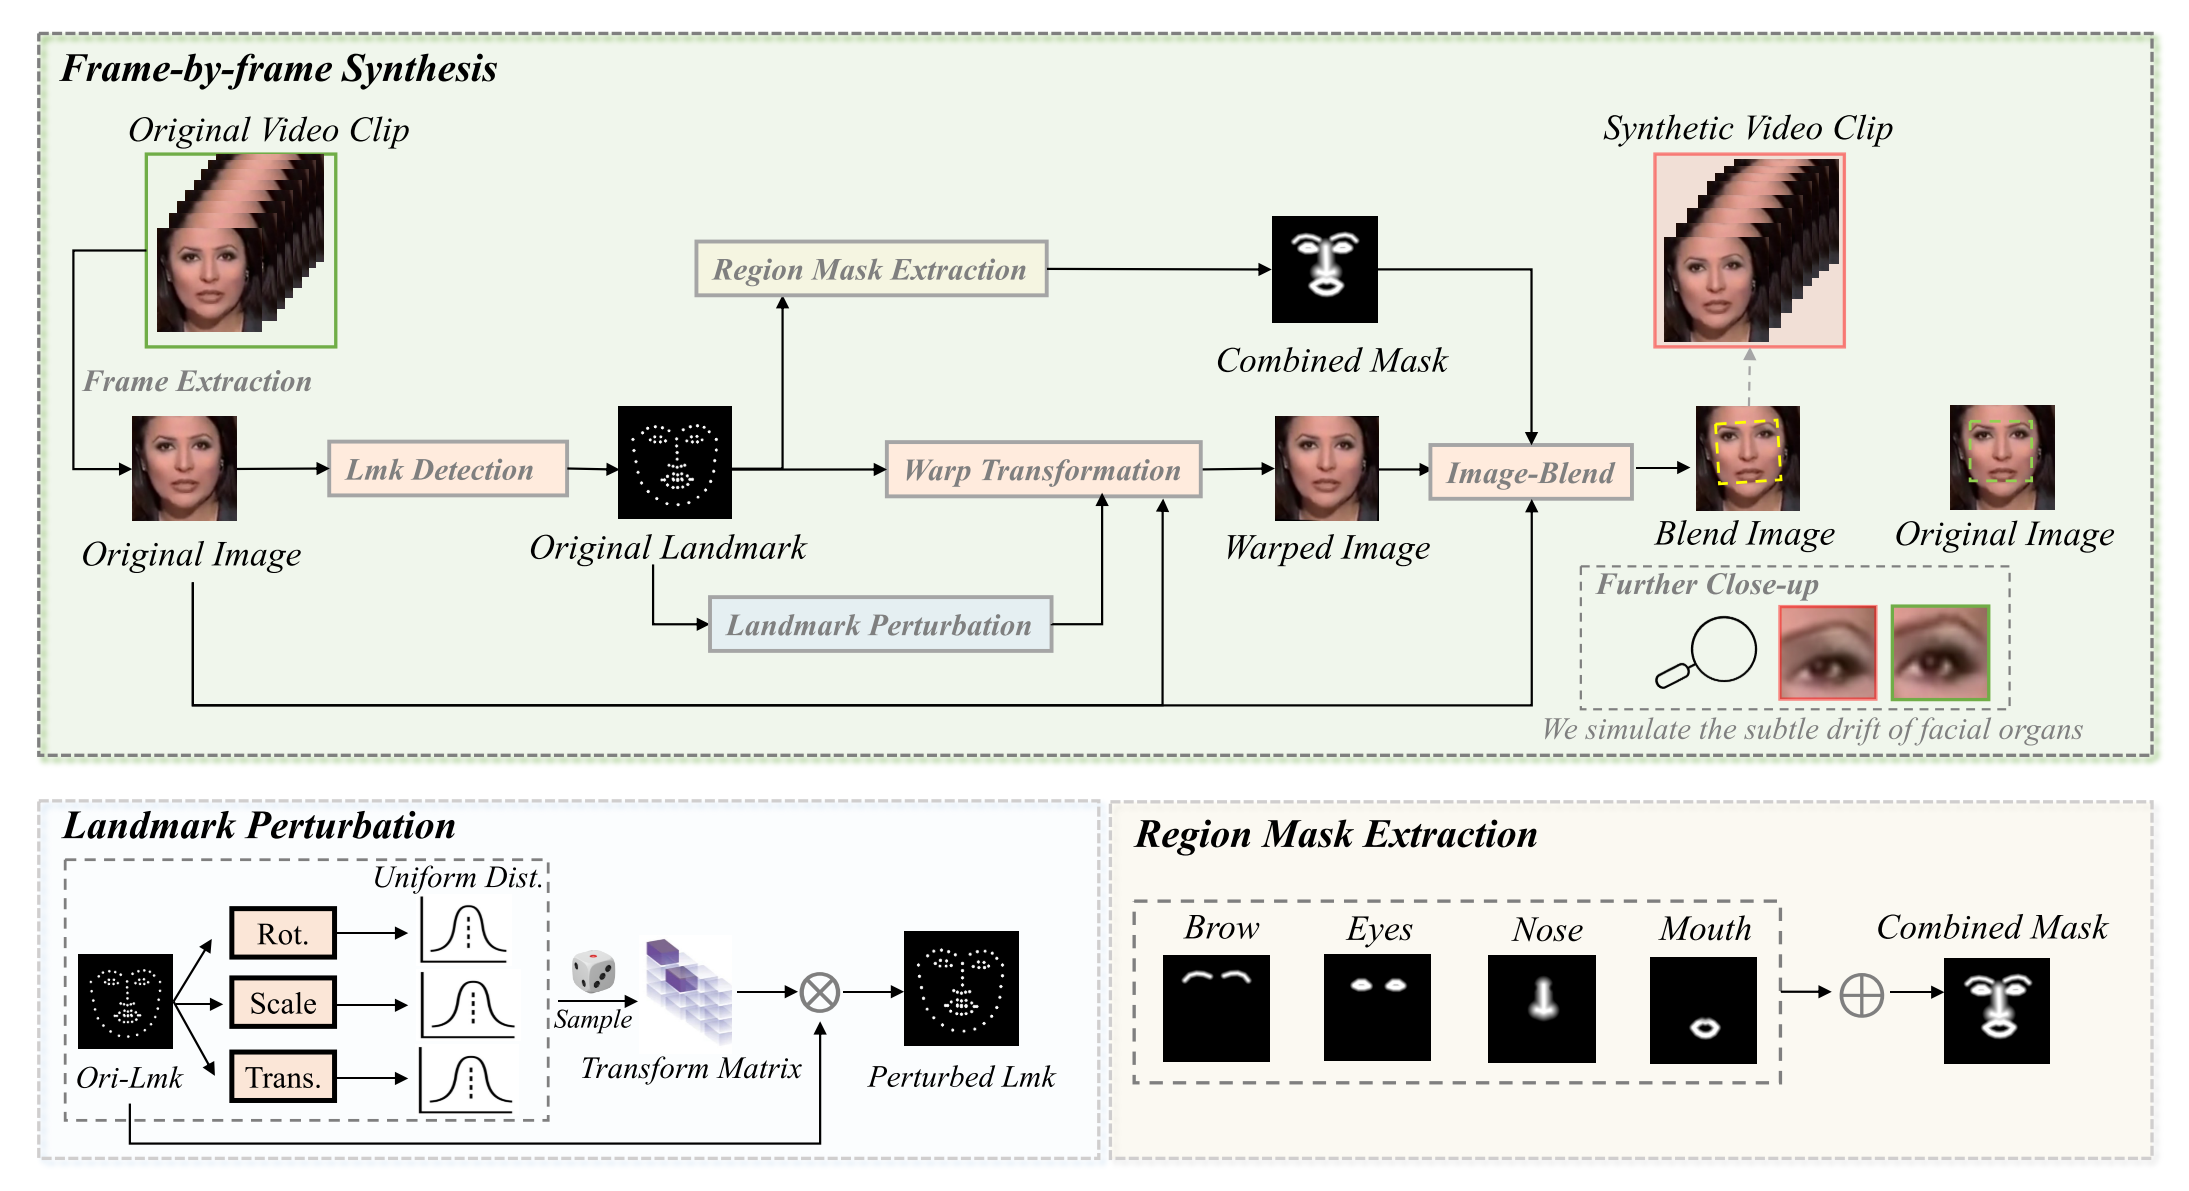 Frame-by-frame Synthesis
Original Video Clip
Synthetic Video Clip
Region Mask Extraction
Combined Mask
Frame Extraction
Lmk Detection
Warp Transformation
Image-Blend
Original Image
Original Landmark
Warped Image
Blend Image
Original Image
Landmark Perturbation
Further Close-up
We simulate the subtle drift of facial organs
Landmark Perturbation
Uniform Dist.
Rot.
Scale
Trans.
Ori-Lmk
Sample
Transform Matrix
Perturbed Lmk
Region Mask Extraction
Brow
Eyes
Nose
Mouth
Combined Mask